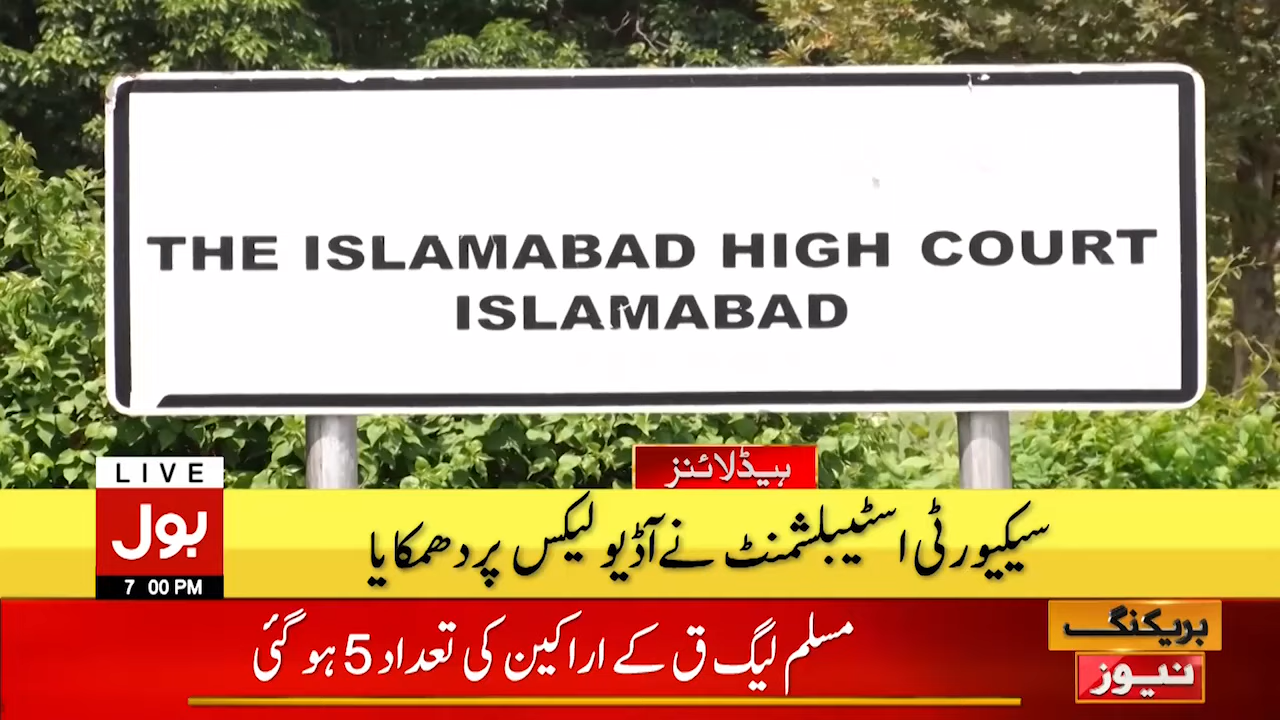 THE ISLAMABAD HIGH COURT
ISLAMABAD
ہیڈلائنز
LIVE
بول
7 00 PM
سیکیورٹی اسٹیبلشمنٹ نے آڈیو لیکس پر دھمکایا
بریکنگ
نیوز
مسلم لیگ ق کے اراکین کی تعداد 5 ہو گئی